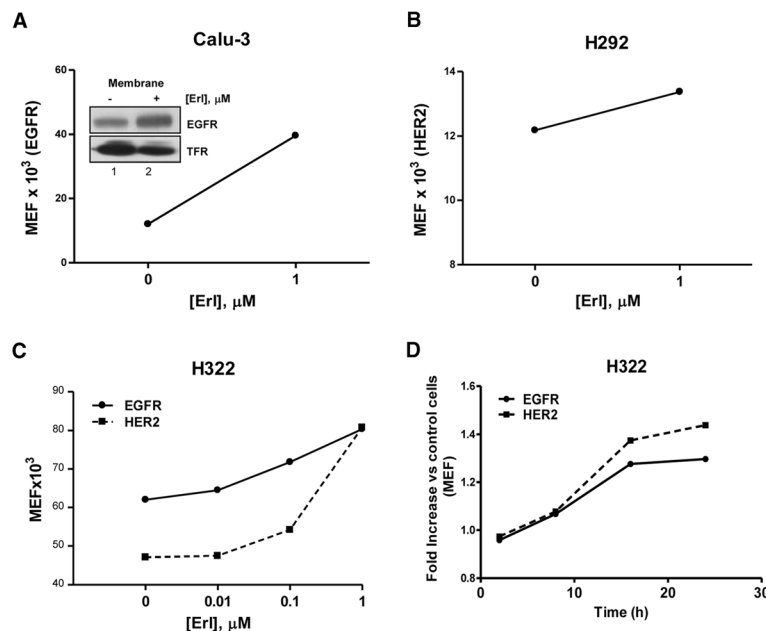 A
Calu-3
MEF x 10³ (EGFR)
60
40
20
0
Membrane
- + [Erl], μM
EGFR
TFR
1 2
0 1
[Erl], μM
B
H292
MEF x 10³ (HER2)
14
12
10
8
0 1
[Erl], μM
C
H322
EGFR
HER2
MEFx10³
90
80
70
60
50
40
0 0.01 0.1 1
[Erl], μM
D
H322
EGFR
HER2
Fold Increase vs control cells
(MEF)
1.6
1.4
1.2
1.0
0.8
0 10 20 30
Time (h)